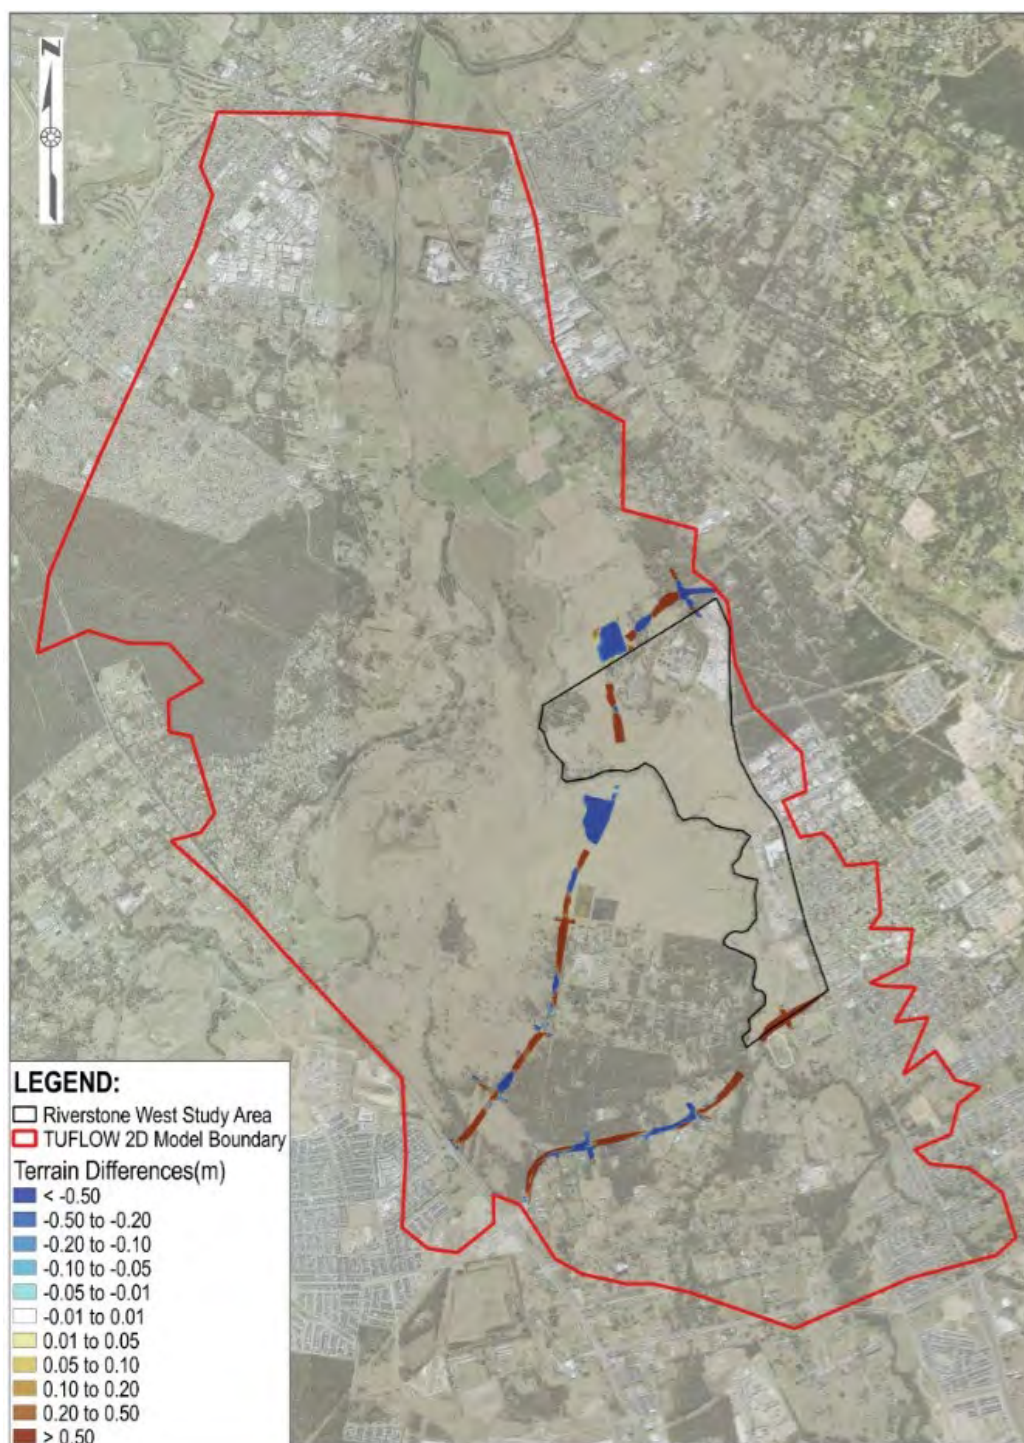 N
LEGEND:
Riverstone West Study Area
TUFLOW 2D Model Boundary
Terrain Differences(m)
< -0.50
-0.50 to -0.20
-0.20 to -0.10
-0.10 to -0.05
-0.05 to -0.01
-0.01 to 0.01
0.01 to 0.05
0.05 to 0.10
0.10 to 0.20
0.20 to 0.50
> 0.50